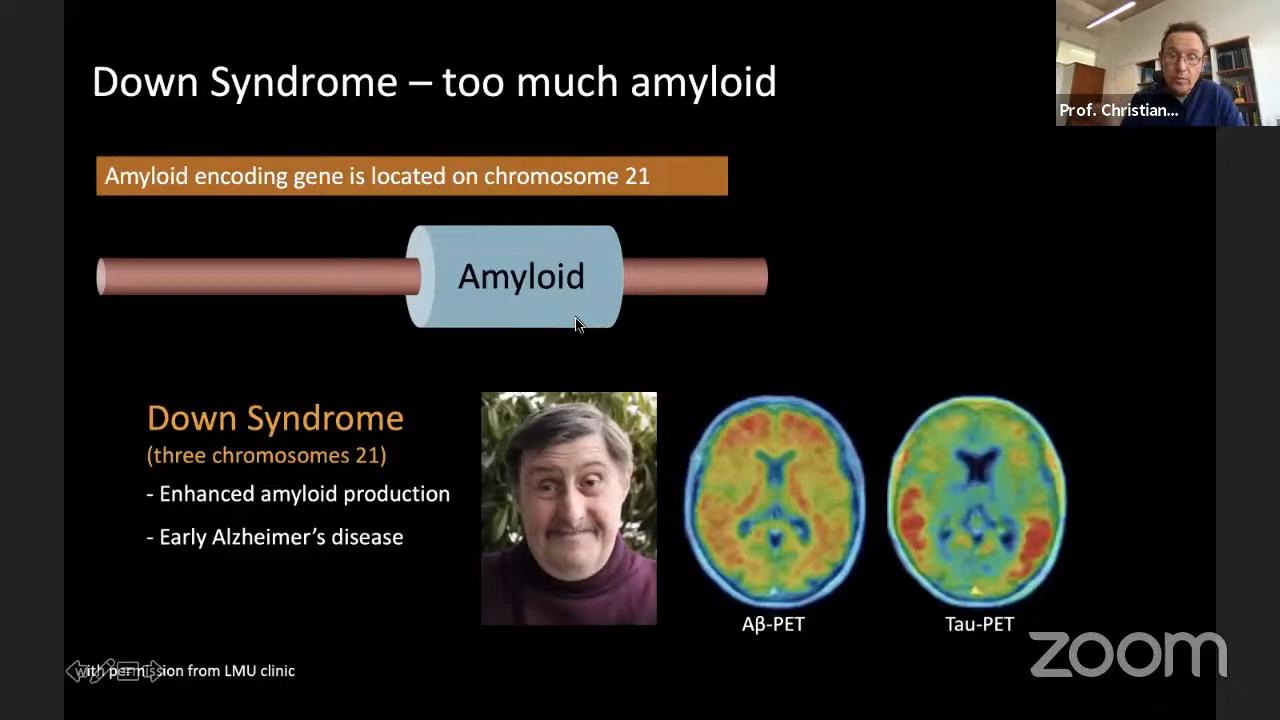 Down Syndrome – too much amyloid
Prof. Christian...
Amyloid encoding gene is located on chromosome 21
Amyloid
Down Syndrome
(three chromosomes 21)
- Enhanced amyloid production
- Early Alzheimer’s disease
Aβ-PET
Tau-PET
with permission from LMU clinic
zoom